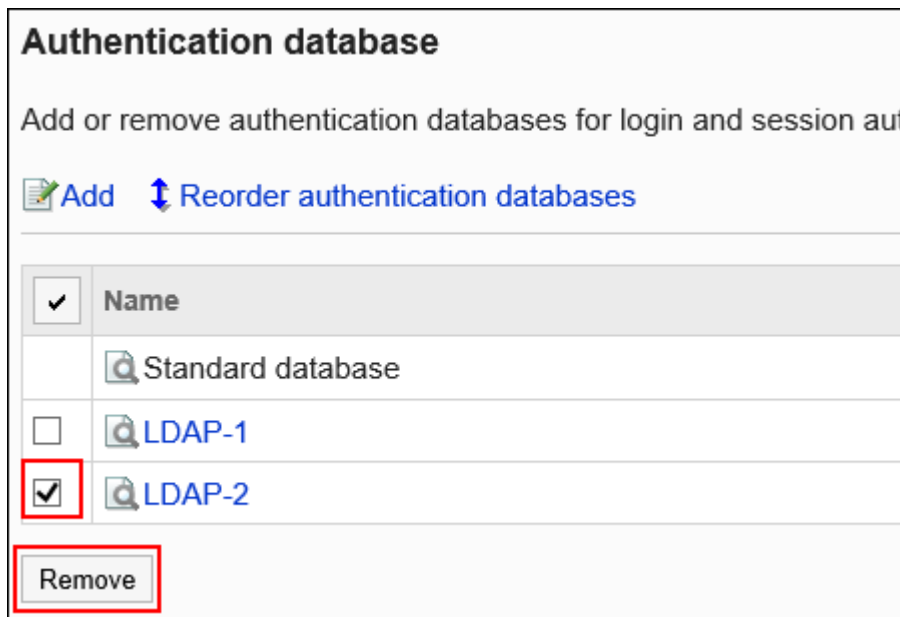 Authentication database
Add or remove authentication databases for login and session
Add Reorder authentication databases
Name
Standard database
LDAP-1
LDAP-2
Remove